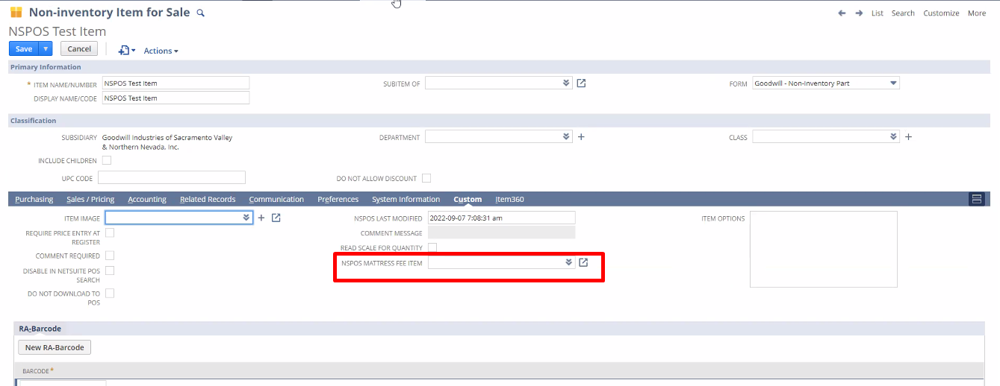 Non-inventory Item for Sale
List Search Customize More
NSPOS Test Item
Save Cancel Actions
Primary Information
* ITEM NAME/NUMBER NSPOS Test Item SUBITEM OF FORM Goodwill - Non-Inventory Part
DISPLAY NAME/CODE NSPOS Test Item
Classification
SUBSIDIARY Goodwill Industries of Sacramento Valley DEPARTMENT CLASS
& Northern Nevada, Inc.
INCLUDE CHILDREN
UPC CODE DO NOT ALLOW DISCOUNT
Purchasing Sales / Pricing Accounting Related Records Communication Preferences System Information Custom Item360
ITEM IMAGE NSPOS LAST MODIFIED 2022-09-07 7:08:31 am ITEM OPTIONS
REQUIRE PRICE ENTRY AT COMMENT MESSAGE
REGISTER
READ SCALE FOR QUANTITY
COMMENT REQUIRED
NSPOS MATTRESS FEE ITEM
DISABLE IN NETSUITE POS
SEARCH
DO NOT DOWNLOAD TO
POS
RA-Barcode
New RA-Barcode
BARCODE *